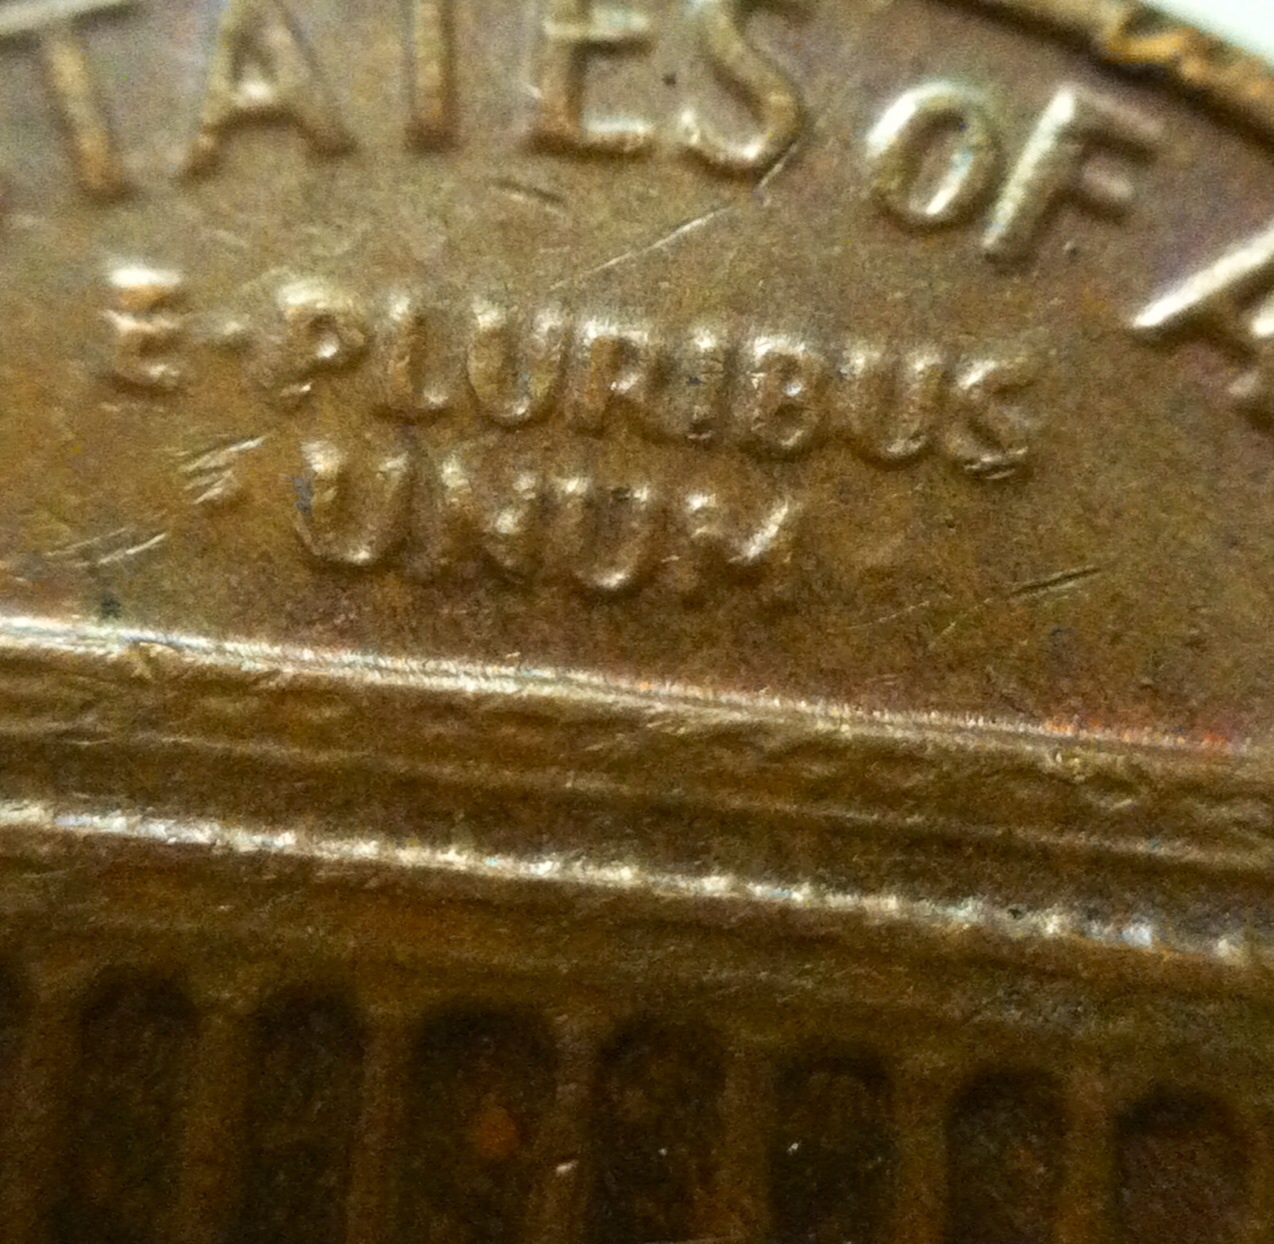 TATES OF A
E·PLURIBUS
UNUM